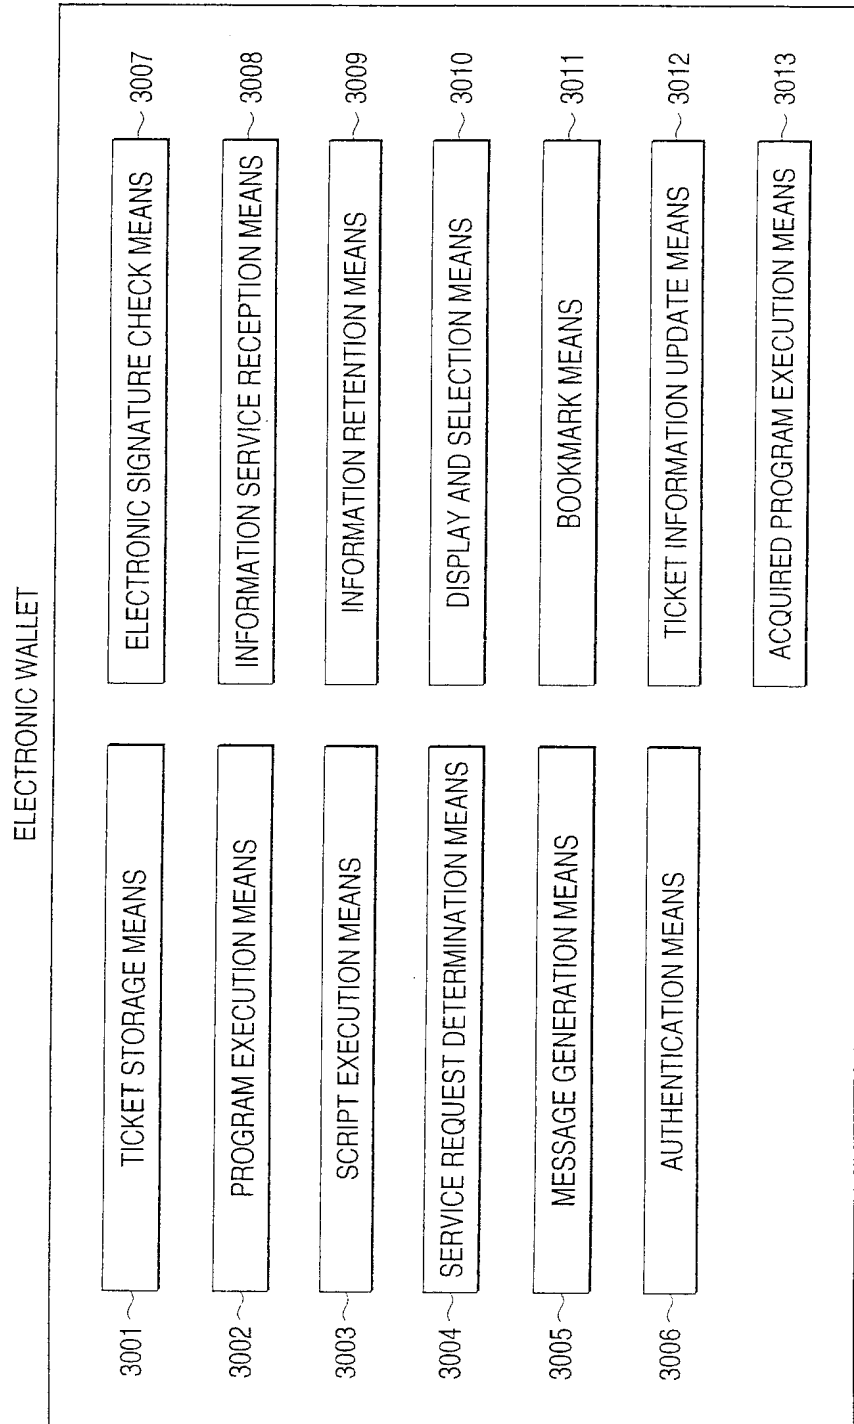 ELECTRONIC WALLET
3001
TICKET STORAGE MEANS
3002
PROGRAM EXECUTION MEANS
3003
SCRIPT EXECUTION MEANS
3004
SERVICE REQUEST DETERMINATION MEANS
3005
MESSAGE GENERATION MEANS
3006
AUTHENTICATION MEANS
ELECTRONIC SIGNATURE CHECK MEANS
3007
INFORMATION SERVICE RECEPTION MEANS
3008
INFORMATION RETENTION MEANS
3009
DISPLAY AND SELECTION MEANS
3010
BOOKMARK MEANS
3011
TICKET INFORMATION UPDATE MEANS
3012
ACQUIRED PROGRAM EXECUTION MEANS
3013